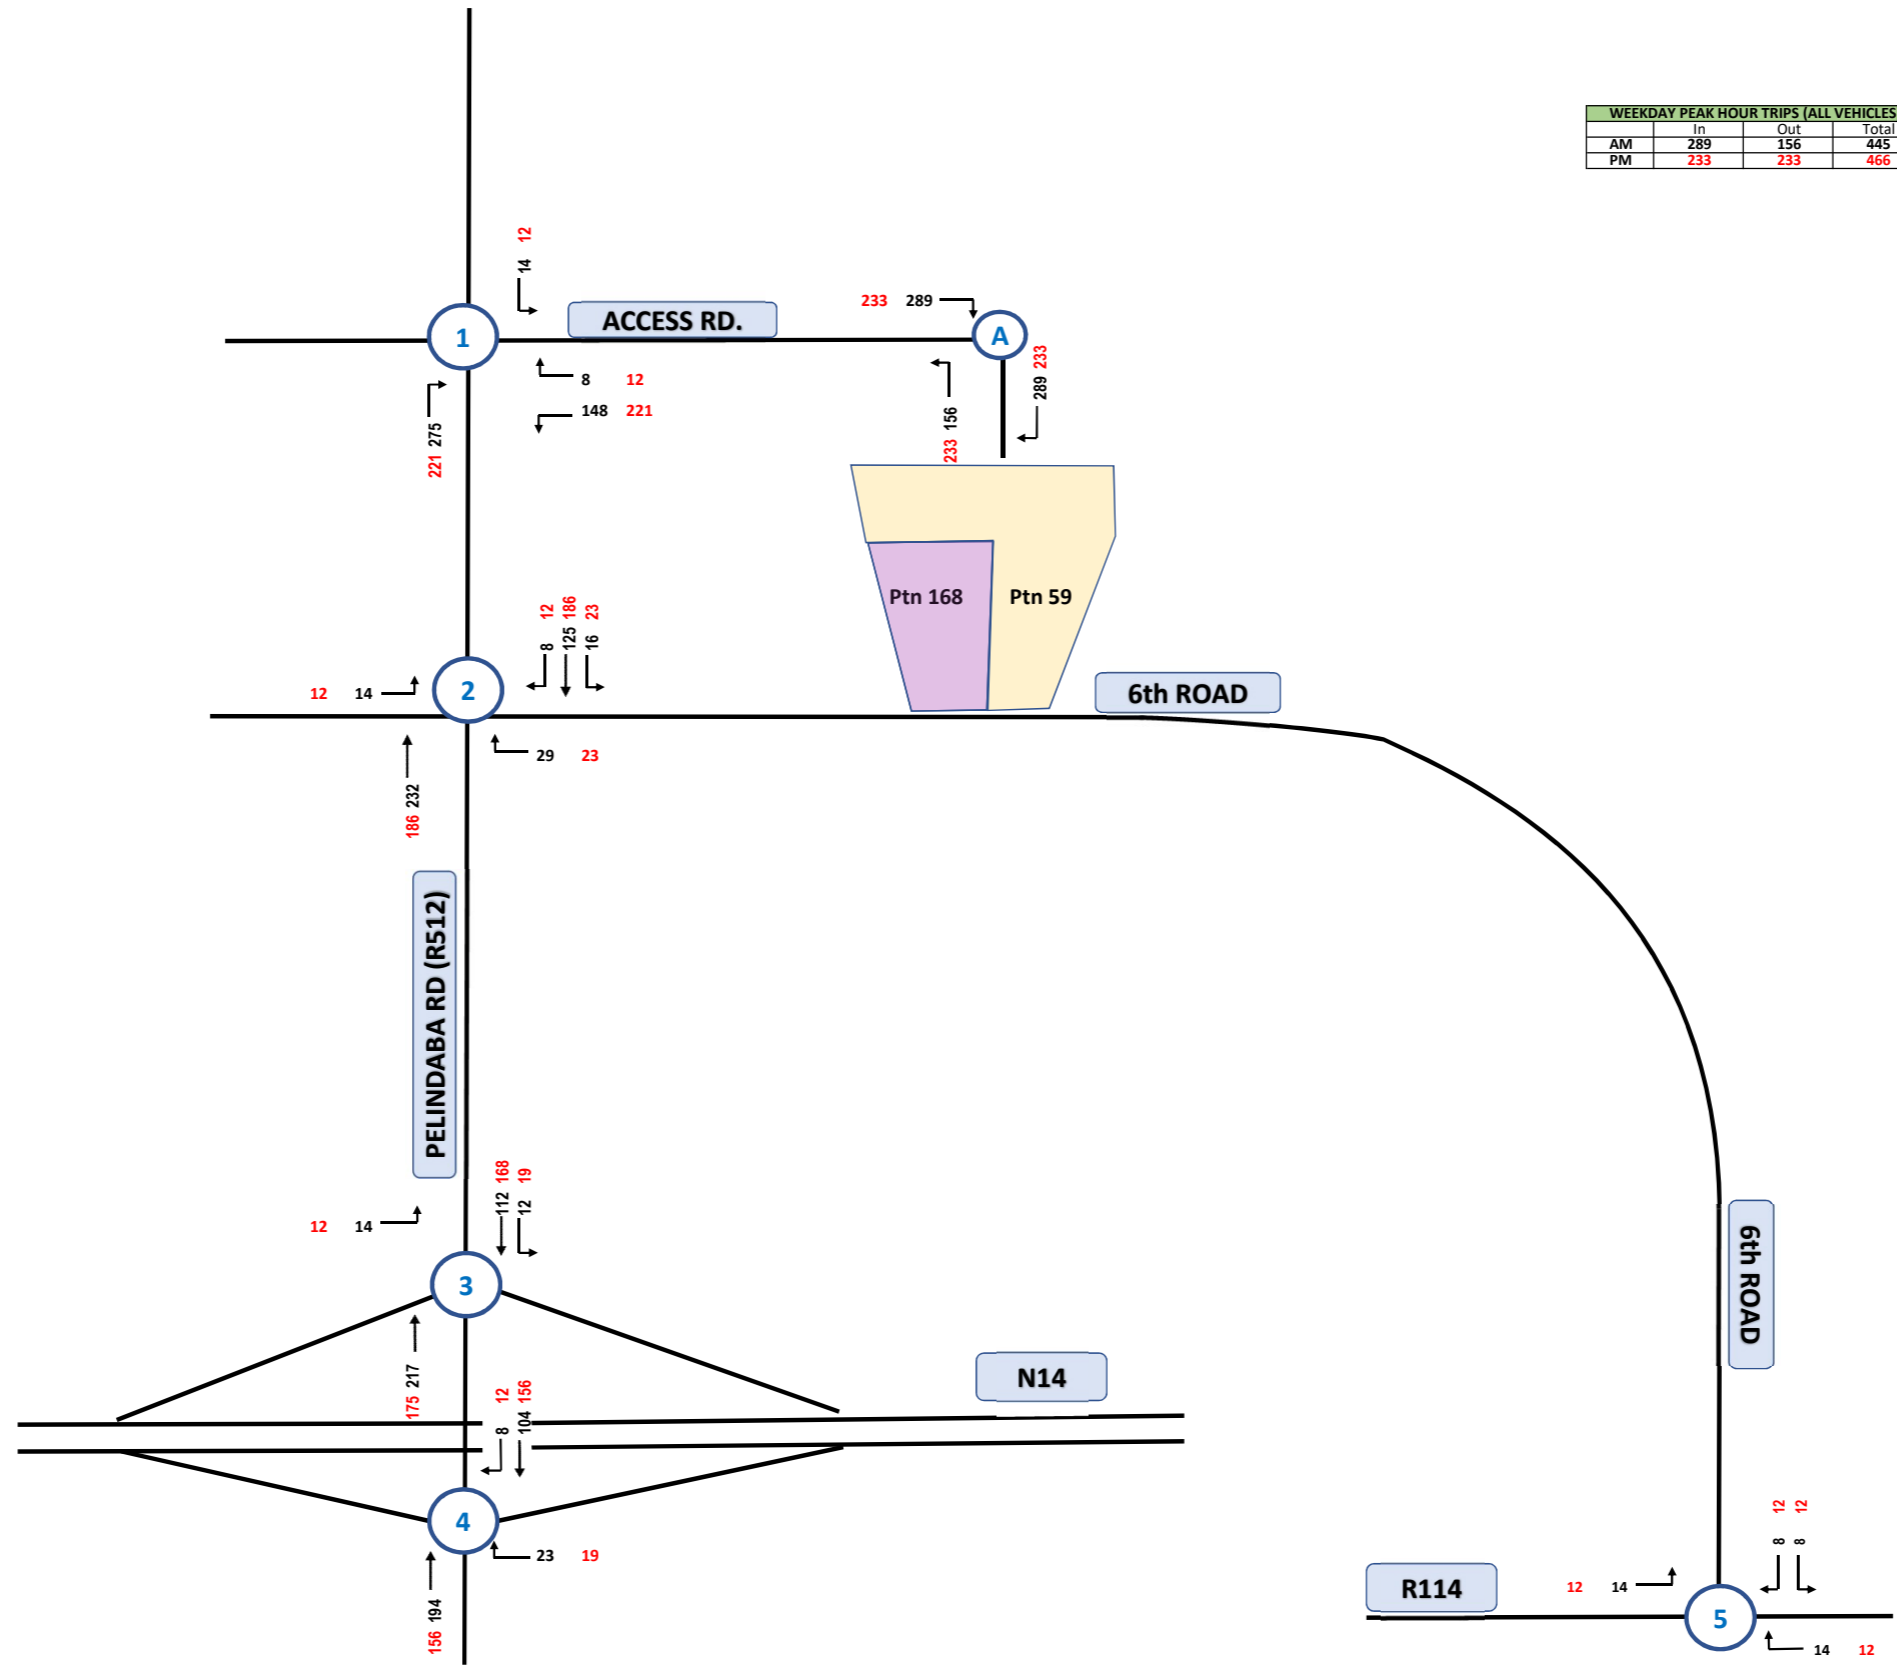 WEEKDAY PEAK HOUR TRIPS (ALL VEHICLES
In Out Total
AM 289 156 445
PM 233 233 466
14 12
1
ACCESS RD.
233 289
A
289 233
8 12
148 221
221 275
233 156
Ptn 168
Ptn 59
8 12
125 186
16 23
12 14
2
6th ROAD
29 23
186 232
PELINDABA RD (R512)
112 168
12 19
12 14
3
6th ROAD
175 217
N14
8 12
104 156
4
23 19
156 194
8 12
8 12
12 14
R114
5
14 12